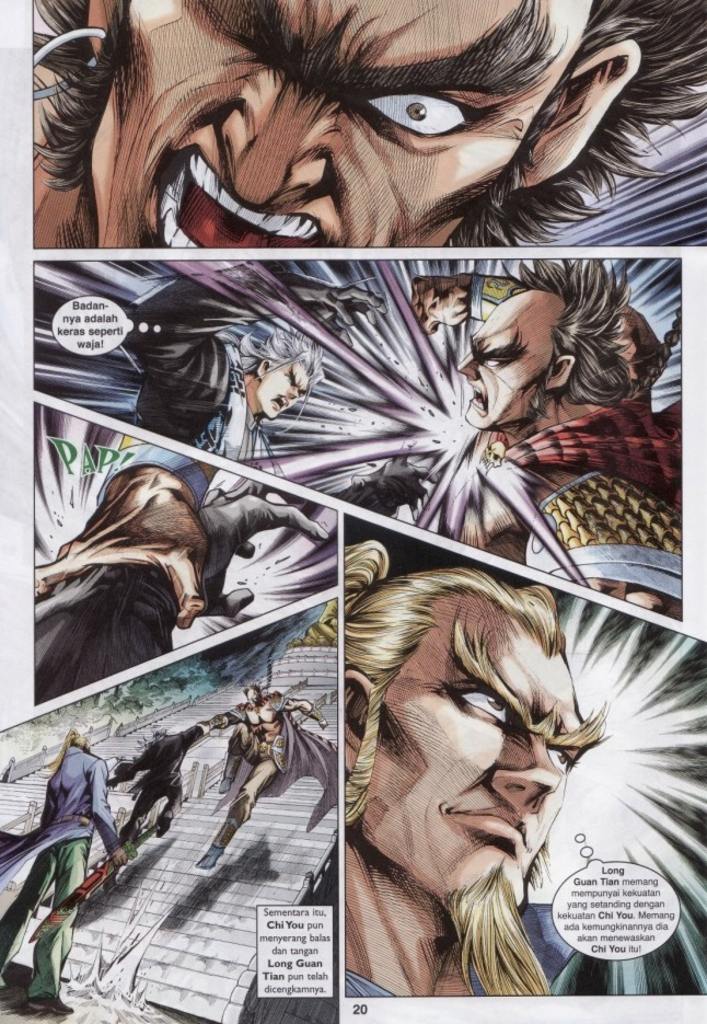 Badan-
nya adalah
keras seperti
waja!
PAP!
Sementara itu,
Chi You pun
menyerang balas
dan tangan
Long Guan
Tian pun telah
dicengkamnya.
Long
Guan Tian memang
mempunyai kekuatan
yang setanding dengan
kekuatan Chi You. Memang
ada kemungkinannya dia
akan menewaskan
Chi You itu!
20